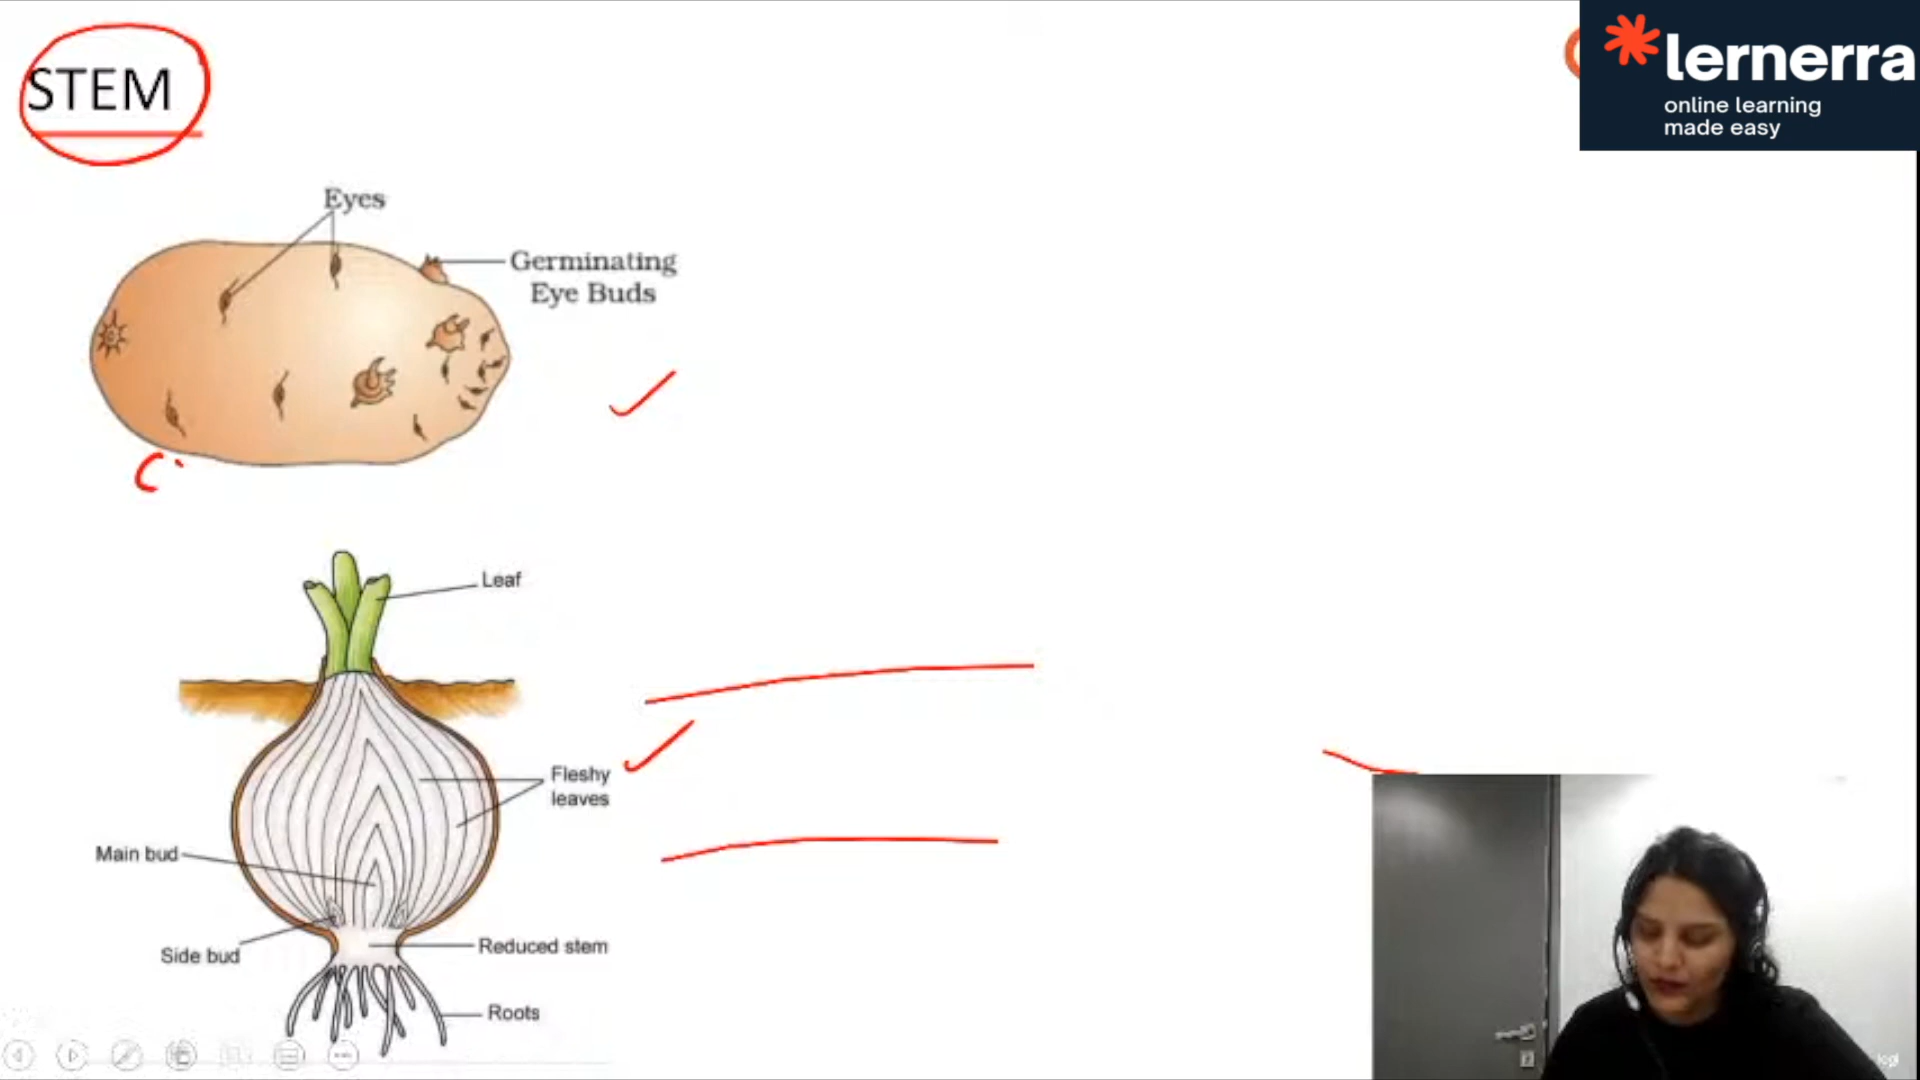 STEM
lernerra
online learning
made easy
Eyes
Germinating
Eye Buds
Leaf
Fleshy
leaves
Main bud
Side bud
Reduced stem
Roots